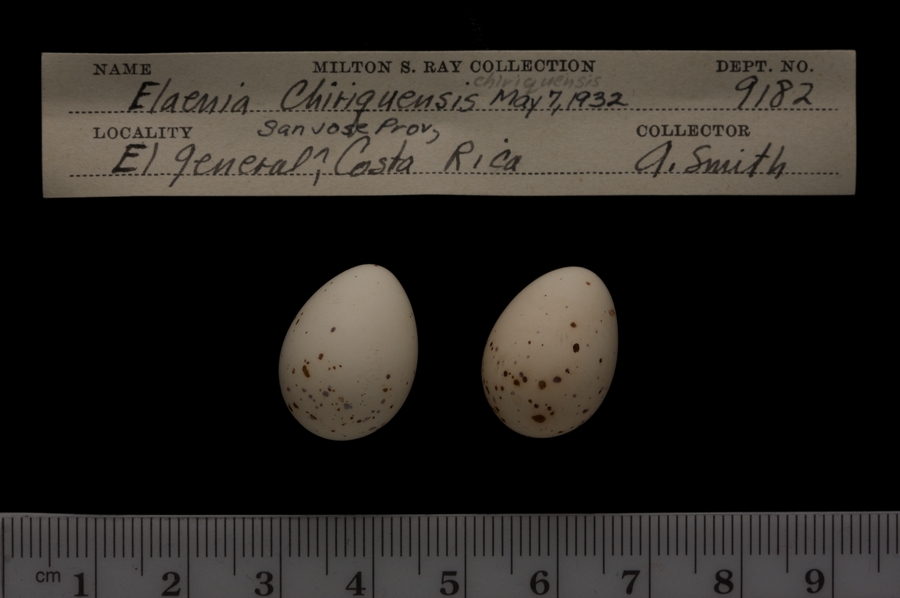 NAME MILTON S. RAY COLLECTION DEPT. NO.
chiriquensis
Elaenia Chiriquensis May 7, 1932 9182
LOCALITY San José Prov, COLLECTOR
El General, Costa Rica A. Smith
cm 1 2 3 4 5 6 7 8 9